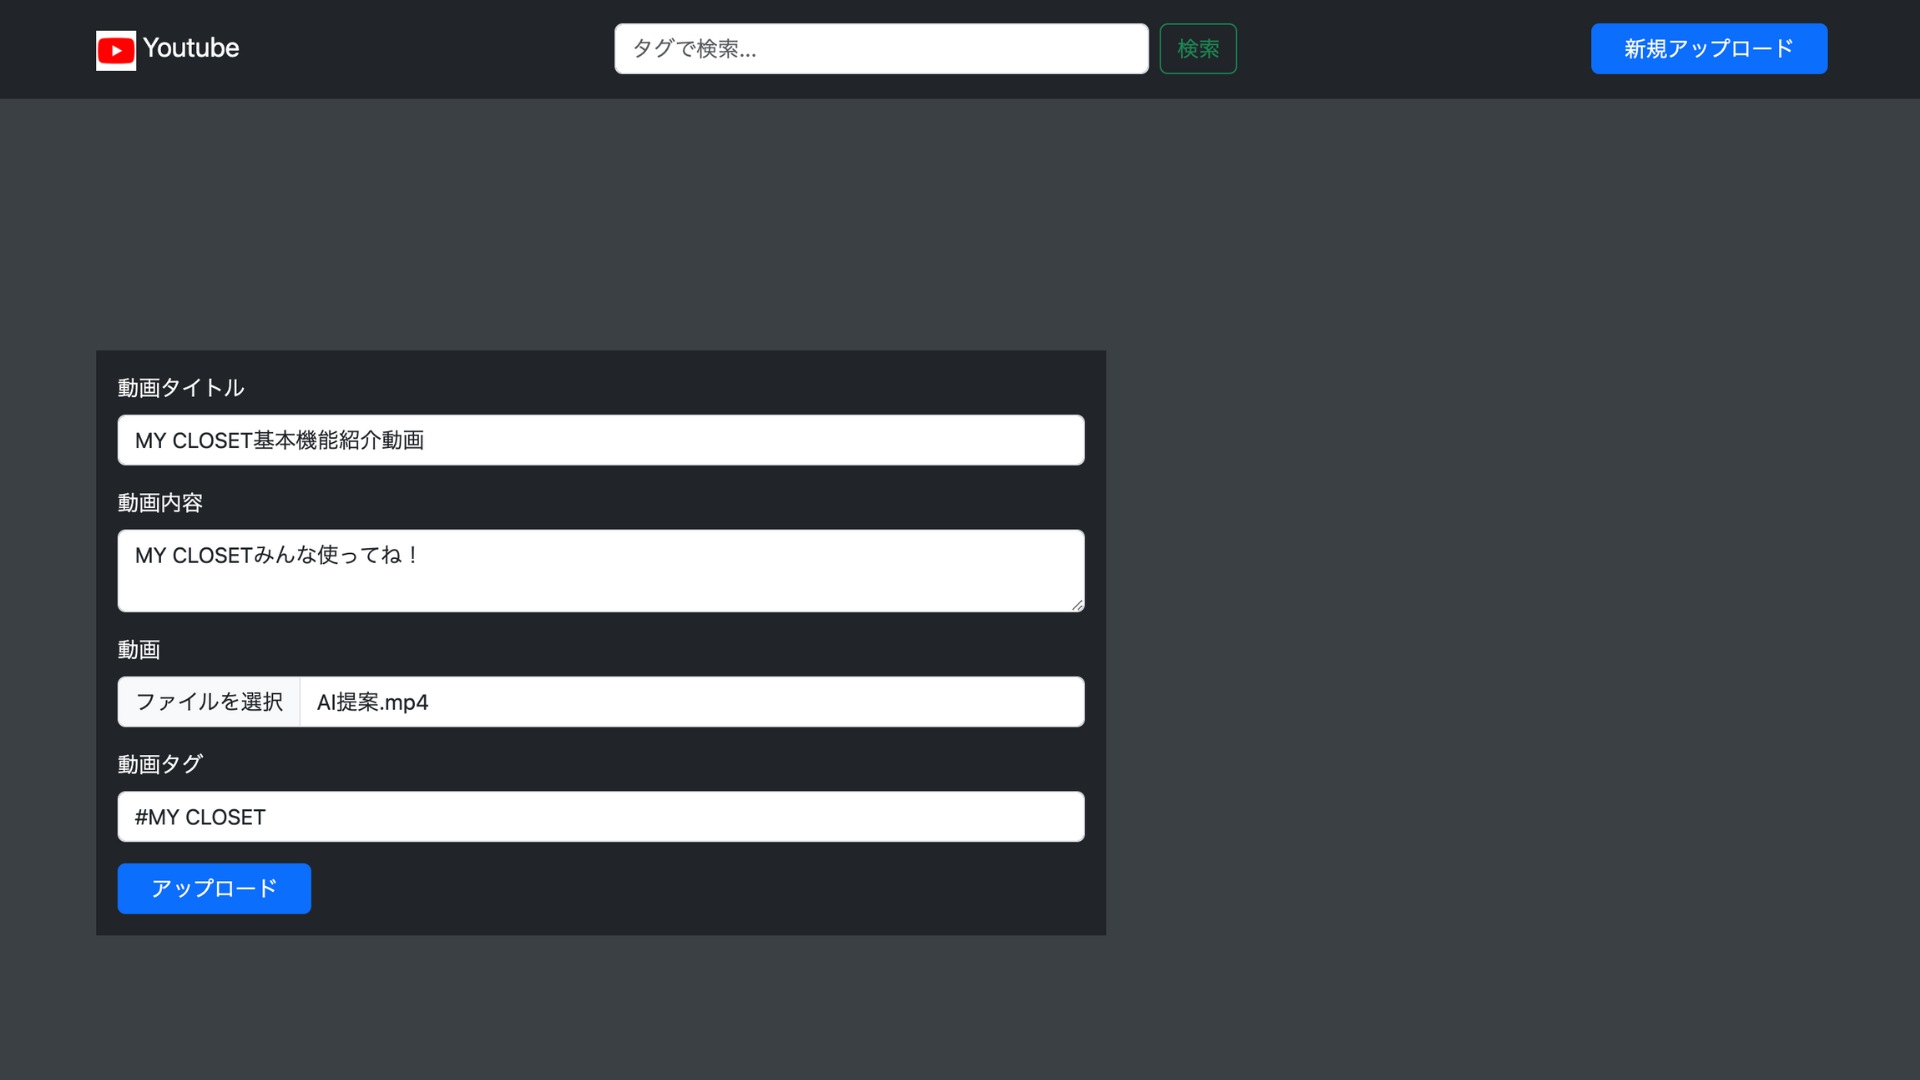 Youtube
タグで検索...
検索
新規アップロード
動画タイトル
MY CLOSET基本機能紹介動画
動画内容
MY CLOSETみんな使ってね！
動画
ファイルを選択 AI提案.mp4
動画タグ
#MY CLOSET
アップロード